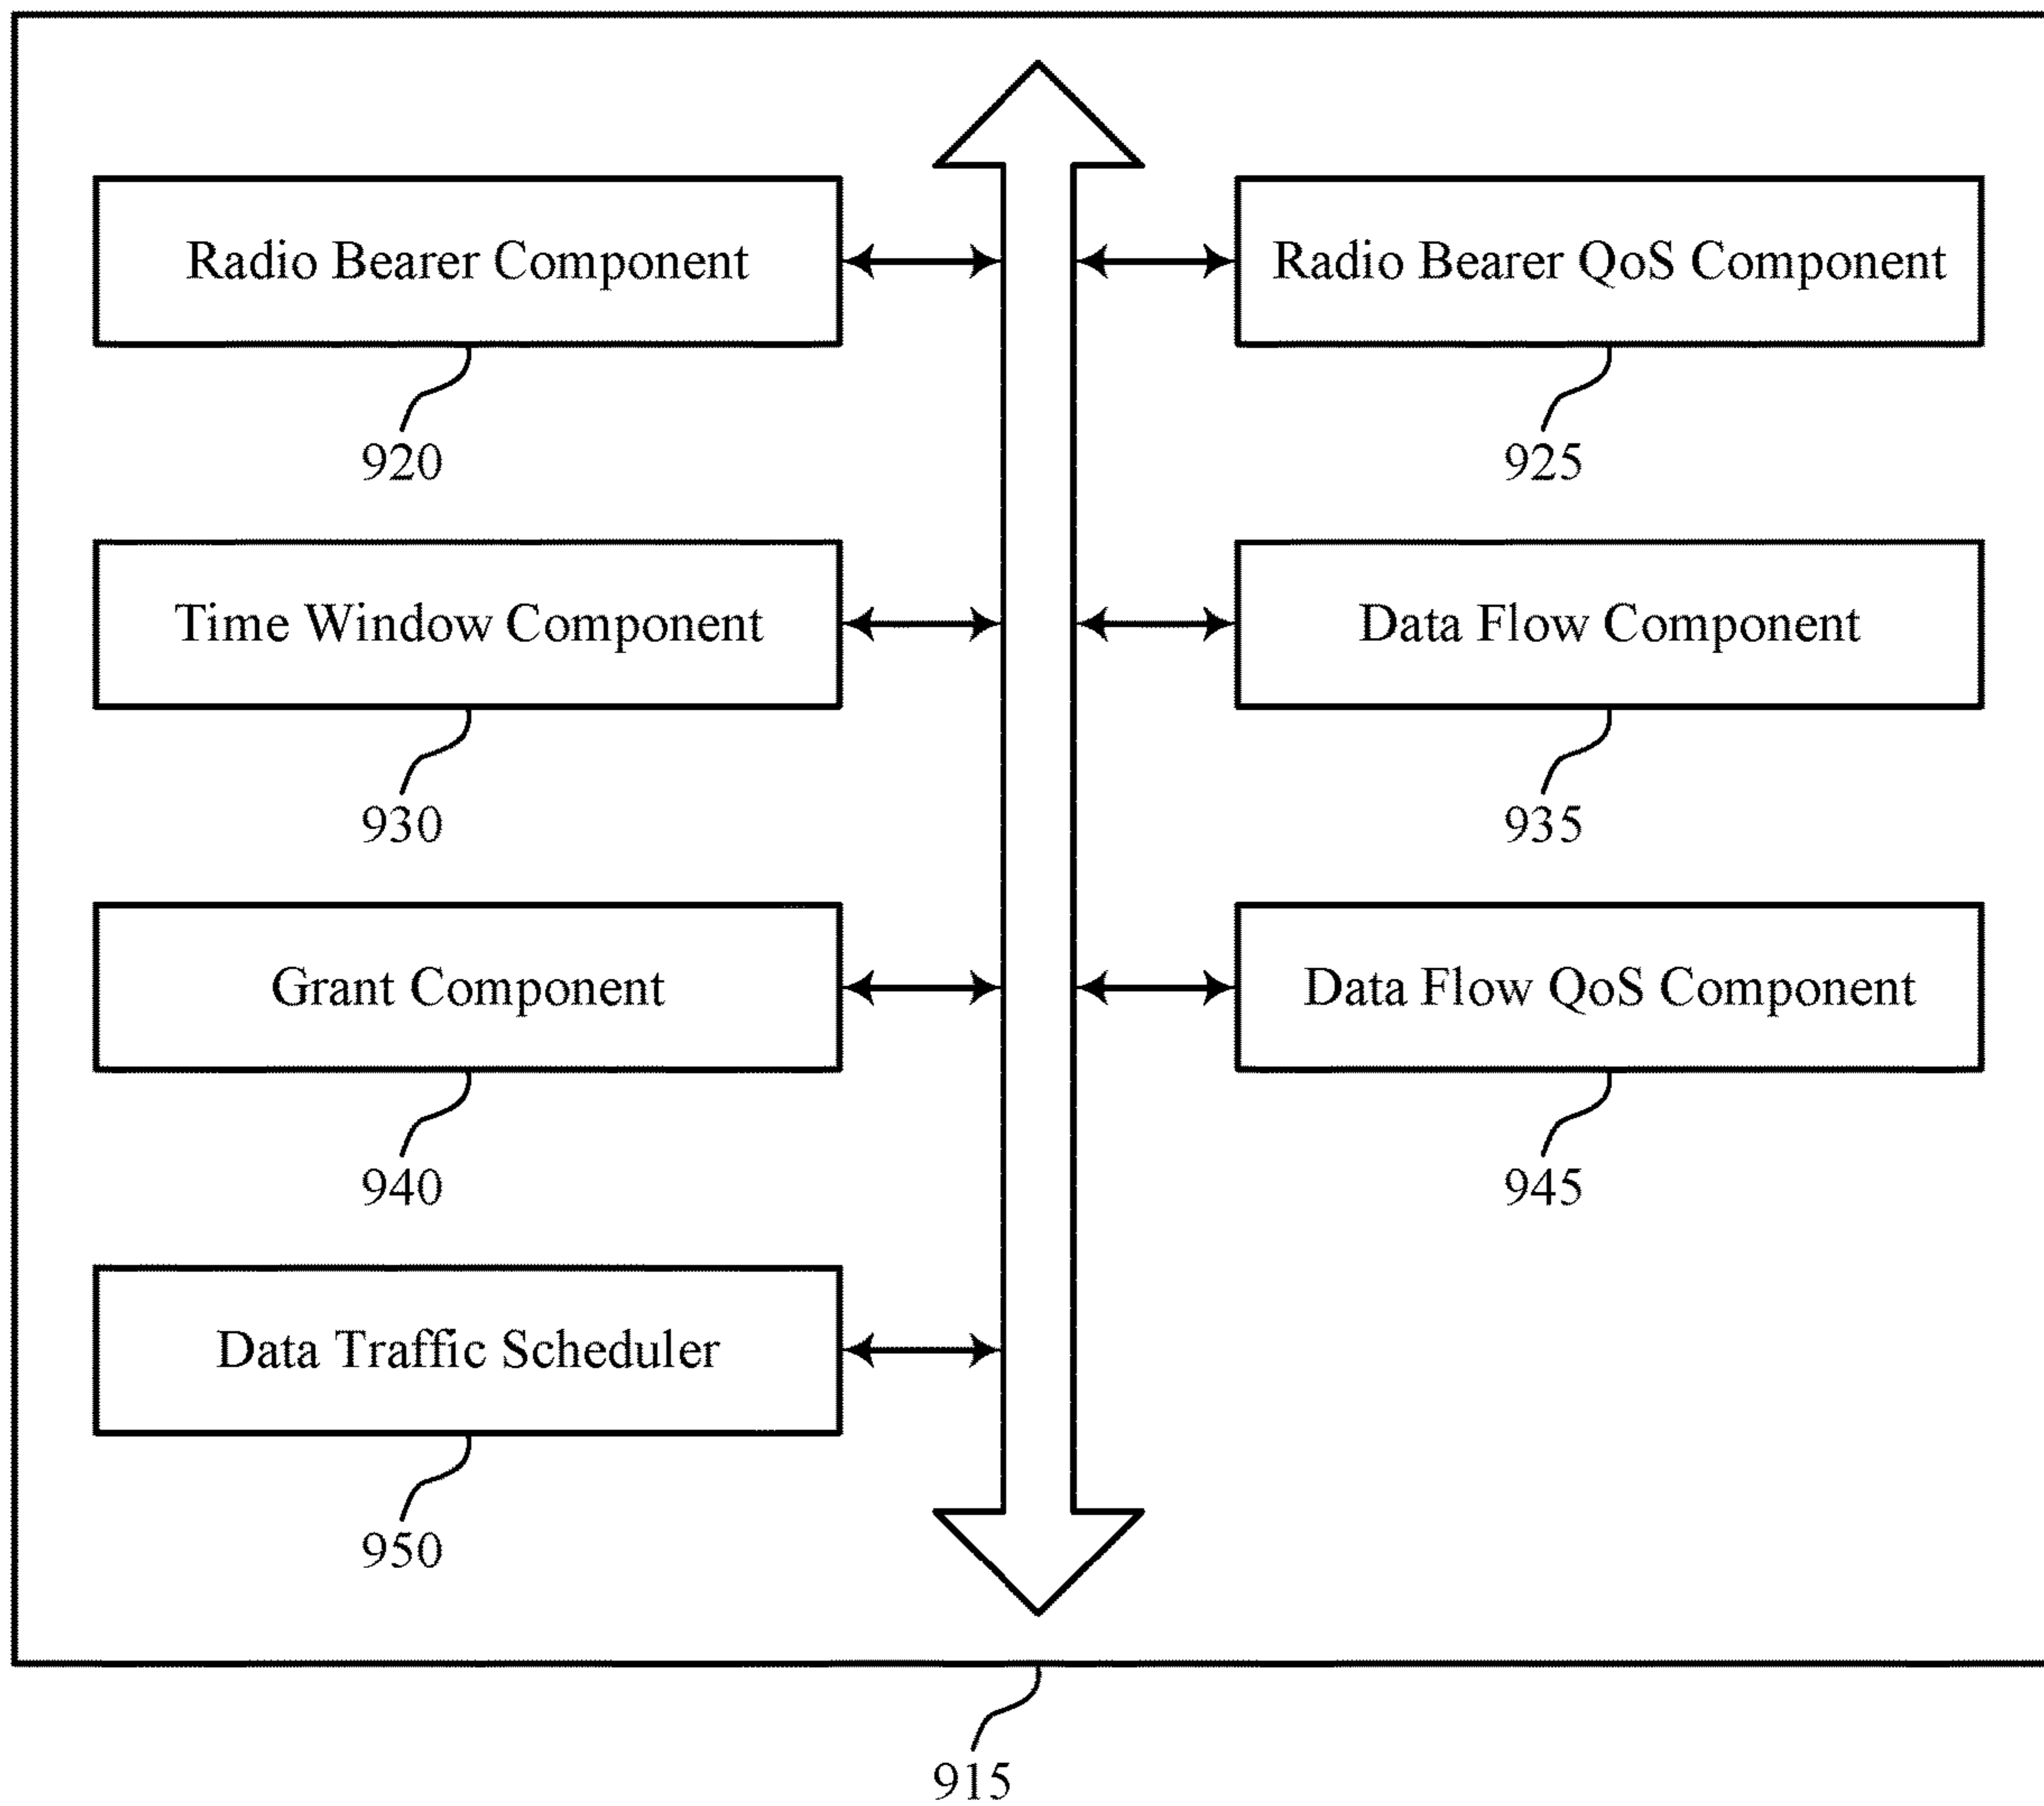 Radio Bearer Component
Radio Bearer QoS Component
920
925
Time Window Component
Data Flow Component
930
935
Grant Component
Data Flow QoS Component
940
945
Data Traffic Scheduler
950
915